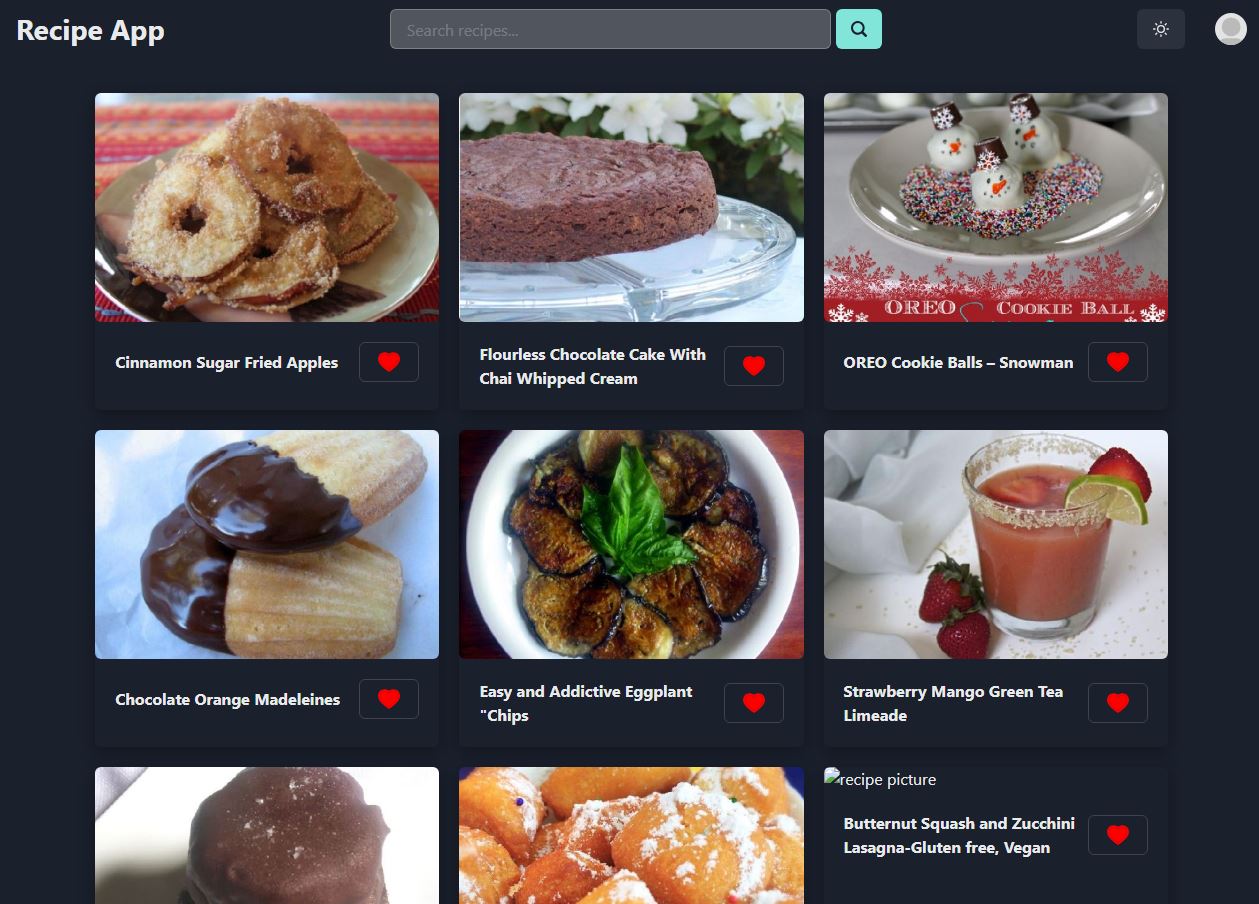 Recipe App
Search recipes...
OREO Cookie Ball
Cinnamon Sugar Fried Apples
Flourless Chocolate Cake With
Chai Whipped Cream
OREO Cookie Balls – Snowman
Chocolate Orange Madeleines
Easy and Addictive Eggplant
"Chips
Strawberry Mango Green Tea
Limeade
recipe picture
Butternut Squash and Zucchini
Lasagna-Gluten free, Vegan